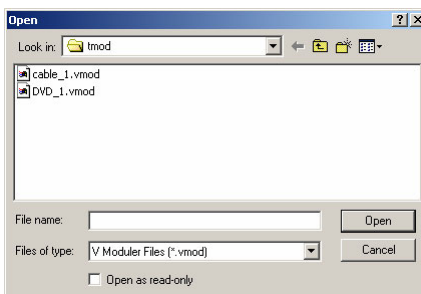 Open
Look in: tmod
cable_1.vmod
DVD_1.vmod
File name:
Open
Files of type: V Moduler Files (*.vmod)
Cancel
Open as read-only